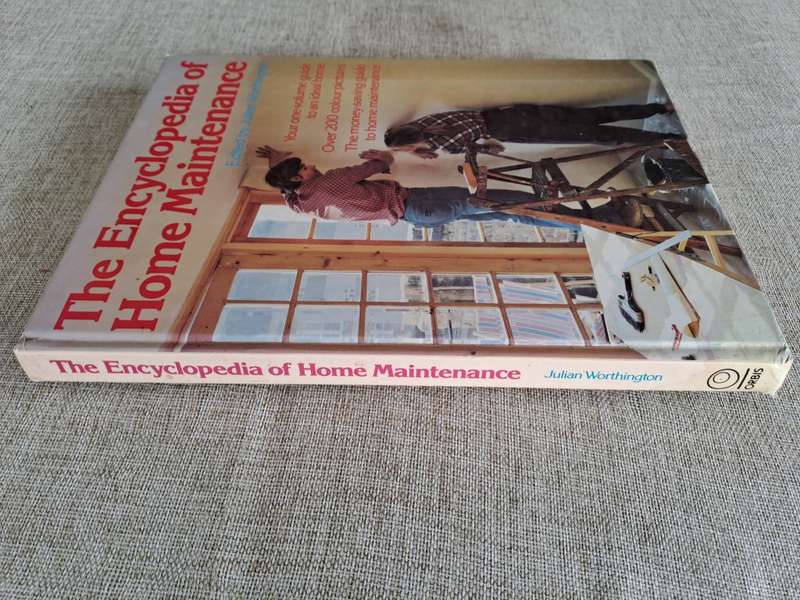 The Encyclopedia of
Home Maintenance
Edited by Julian Worthington
Your one-volume guide
to an ideal home
Over 200 colour pictures
The money-saving guide
to home maintenance
The Encyclopedia of Home Maintenance
Julian Worthington
ORBIS